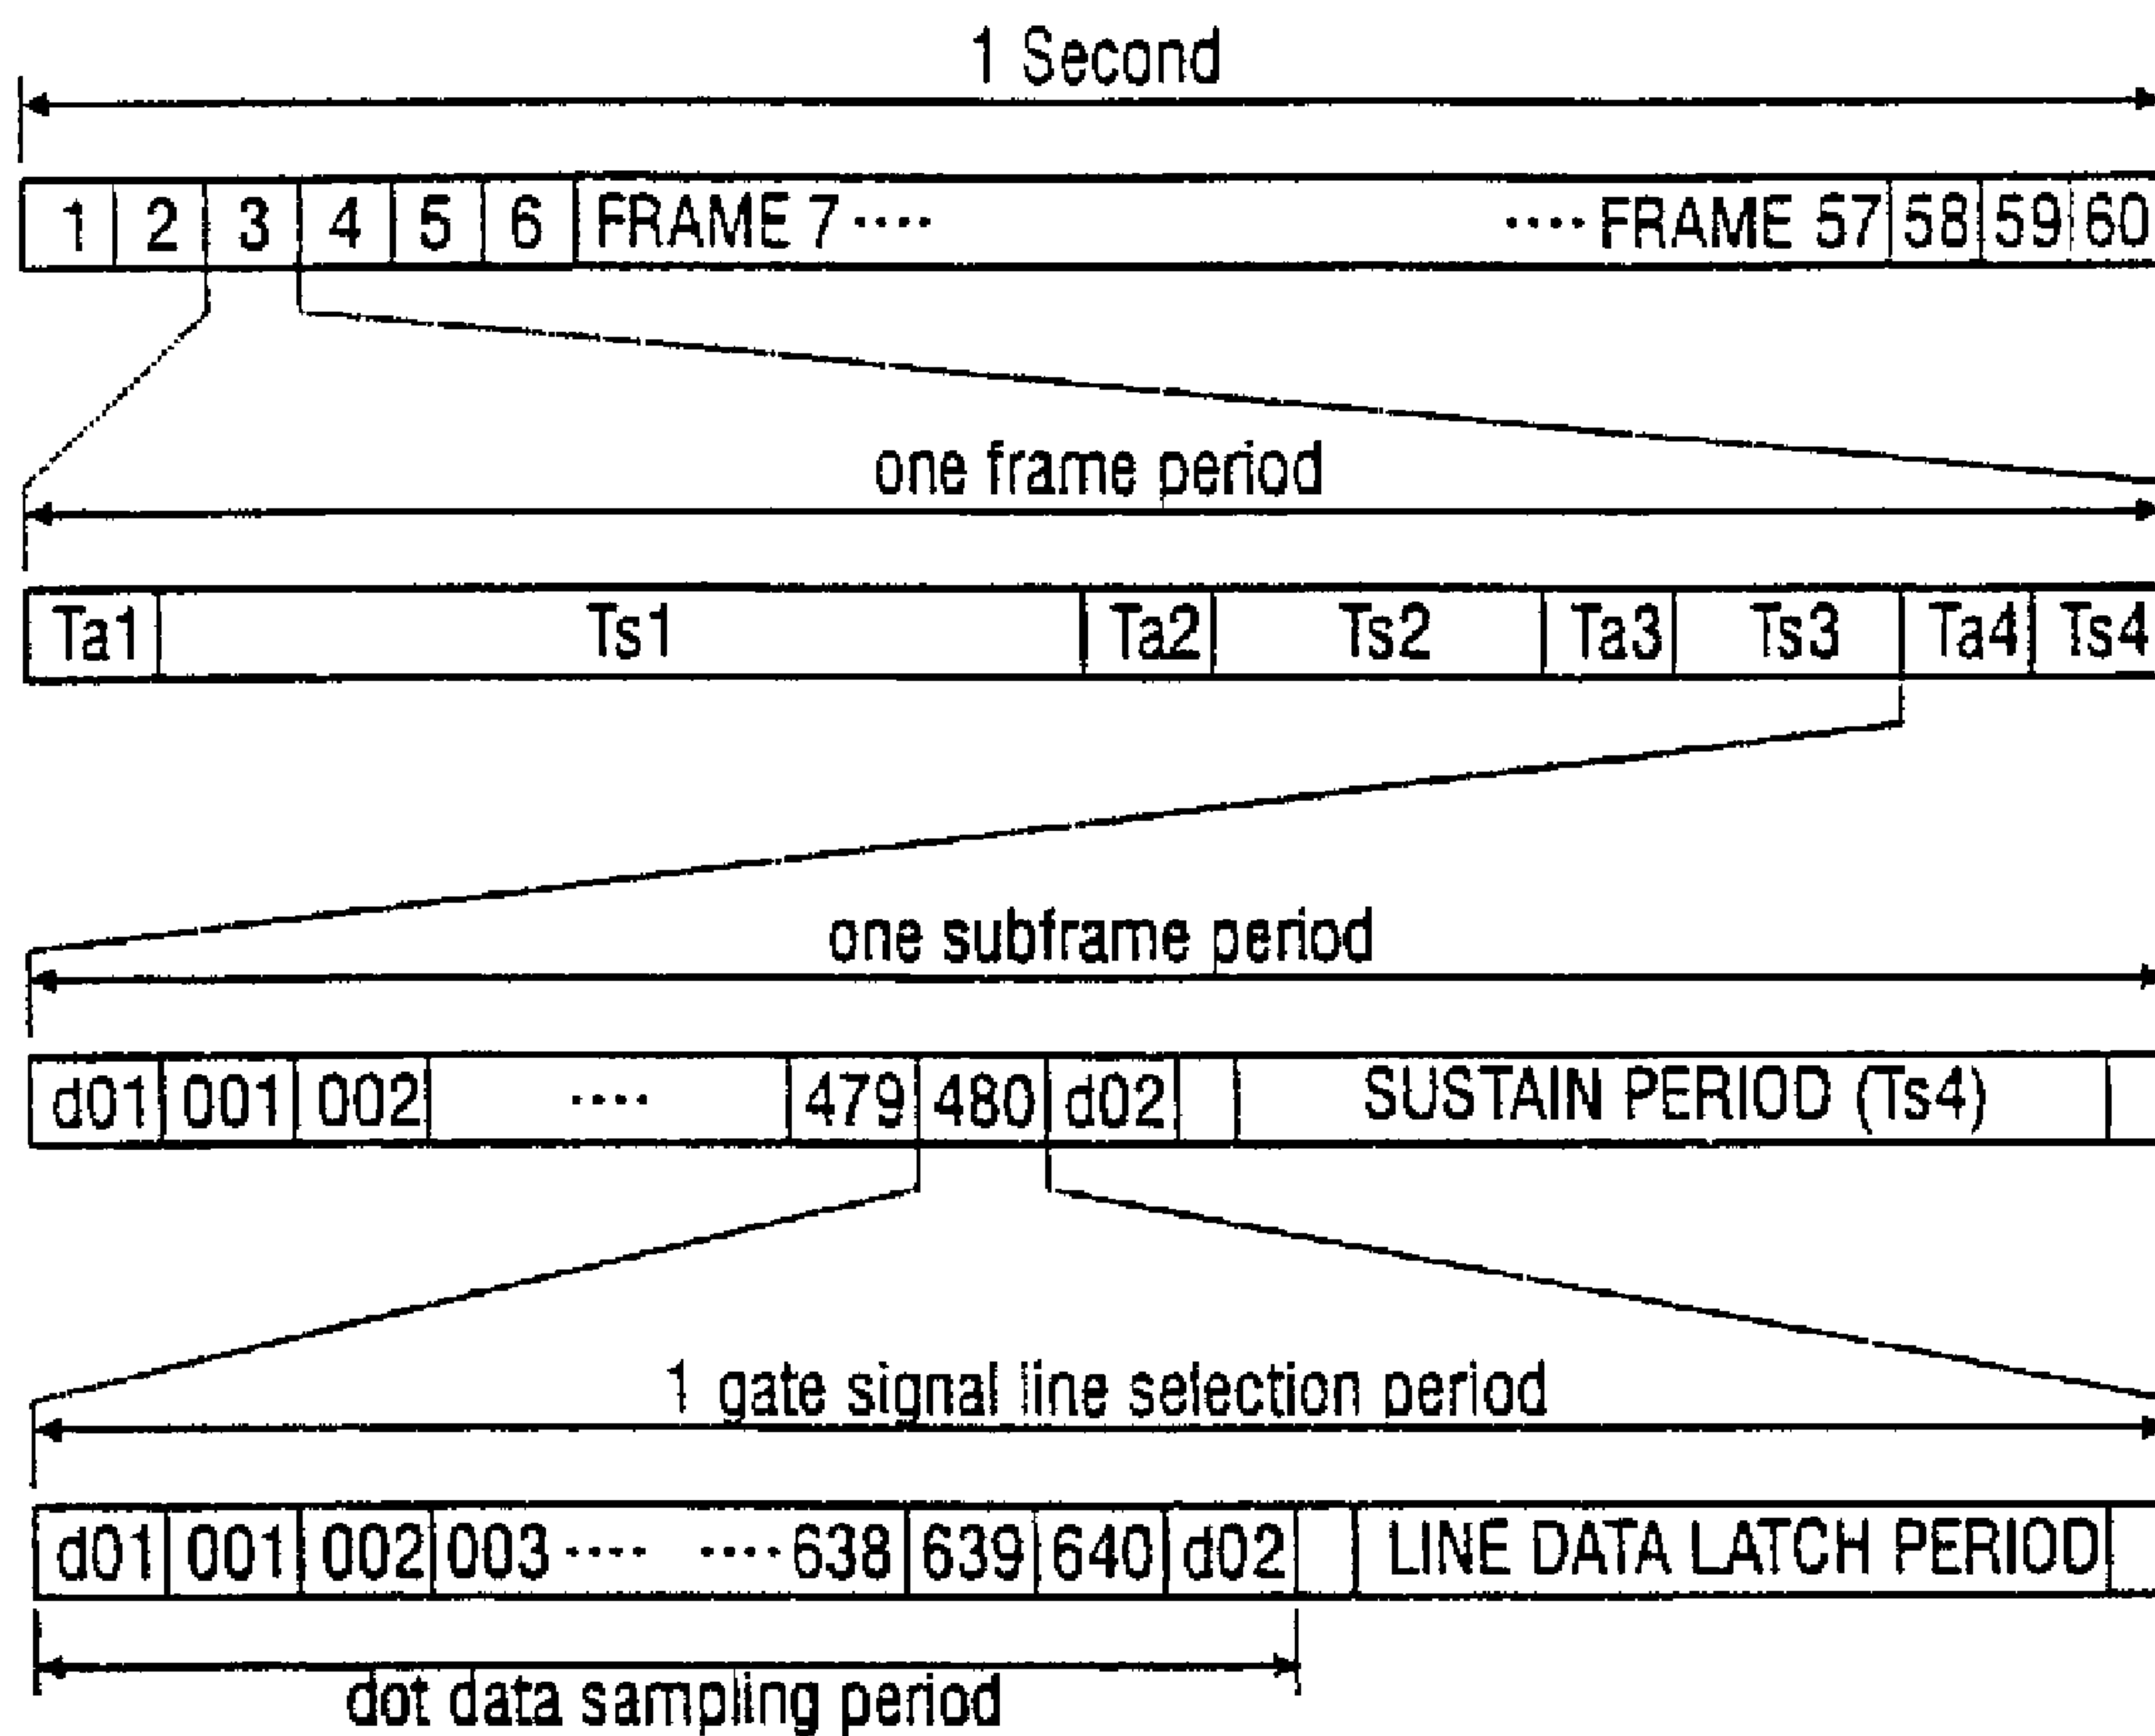 1 Second
1 2 3 4 5 6 FRAME 7 ···· ···· FRAME 57 58 59 60
one frame period
Ta1 Ts1 Ta2 Ts2 Ta3 Ts3 Ta4 Ts4
one subframe period
d01 001 002 ···· 479 480 d02 SUSTAIN PERIOD (Ts4)
1 gate signal line selection period
d01 001 002 003 ···· ···· 638 639 640 d02 LINE DATA LATCH PERIOD
dot data sampling period